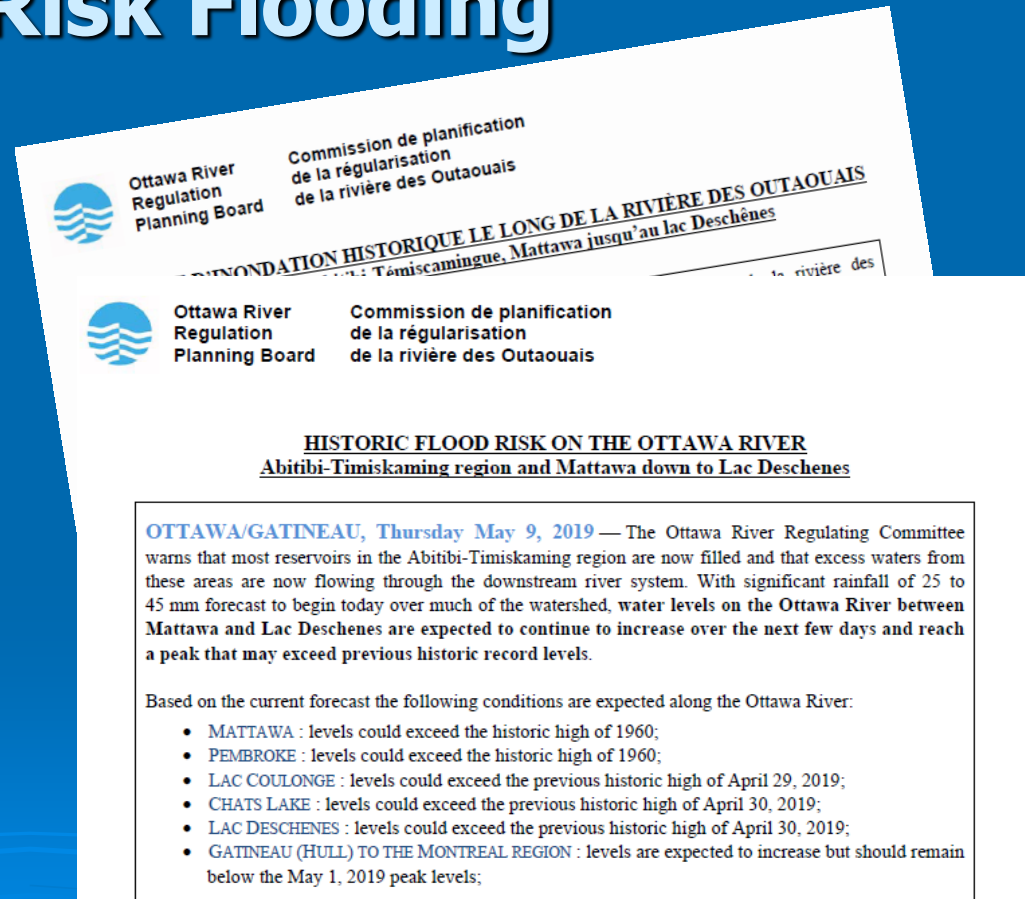 Risk Flooding
Ottawa River
Regulation
Planning Board
Commission de planification
de la régularisation
de la rivière des Outaouais
D'INONDATION HISTORIQUE LE LONG DE LA RIVIÈRE DES OUTAOUAIS
Témiscamingue, Mattawa jusqu'au lac Deschênes
rivière des
Ottawa River
Regulation
Planning Board
Commission de planification
de la régularisation
de la rivière des Outaouais
HISTORIC FLOOD RISK ON THE OTTAWA RIVER
Abitibi-Timiskaming region and Mattawa down to Lac Deschenes
OTTAWA/GATINEAU, Thursday May 9, 2019 — The Ottawa River Regulating Committee
warns that most reservoirs in the Abitibi-Timiskaming region are now filled and that excess waters from
these areas are now flowing through the downstream river system. With significant rainfall of 25 to
45 mm forecast to begin today over much of the watershed, water levels on the Ottawa River between
Mattawa and Lac Deschenes are expected to continue to increase over the next few days and reach
a peak that may exceed previous historic record levels.
Based on the current forecast the following conditions are expected along the Ottawa River:
• MATTAWA : levels could exceed the historic high of 1960;
• PEMBROKE : levels could exceed the historic high of 1960;
• LAC COULONGE : levels could exceed the previous historic high of April 29, 2019;
• CHATS LAKE : levels could exceed the previous historic high of April 30, 2019;
• LAC DESCHENES : levels could exceed the previous historic high of April 30, 2019;
• GATINEAU (HULL) TO THE MONTREAL REGION : levels are expected to increase but should remain
below the May 1, 2019 peak levels;